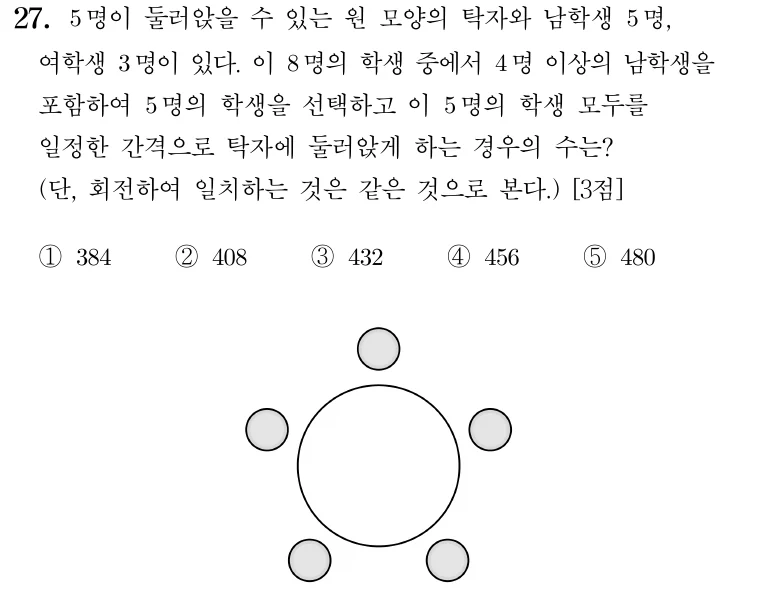 27. 5명이 둘러앉을 수 있는 원 모양의 탁자와 남학생 5명,
여학생 3명이 있다. 이 8명의 학생 중에서 4명 이상의 남학생을
포함하여 5명의 학생을 선택하고 이 5명의 학생 모두를
일정한 간격으로 탁자에 둘러앉게 하는 경우의 수는?
(단, 회전하여 일치하는 것은 같은 것으로 본다.) [3점]
① 384 ② 408 ③ 432 ④ 456 ⑤ 480